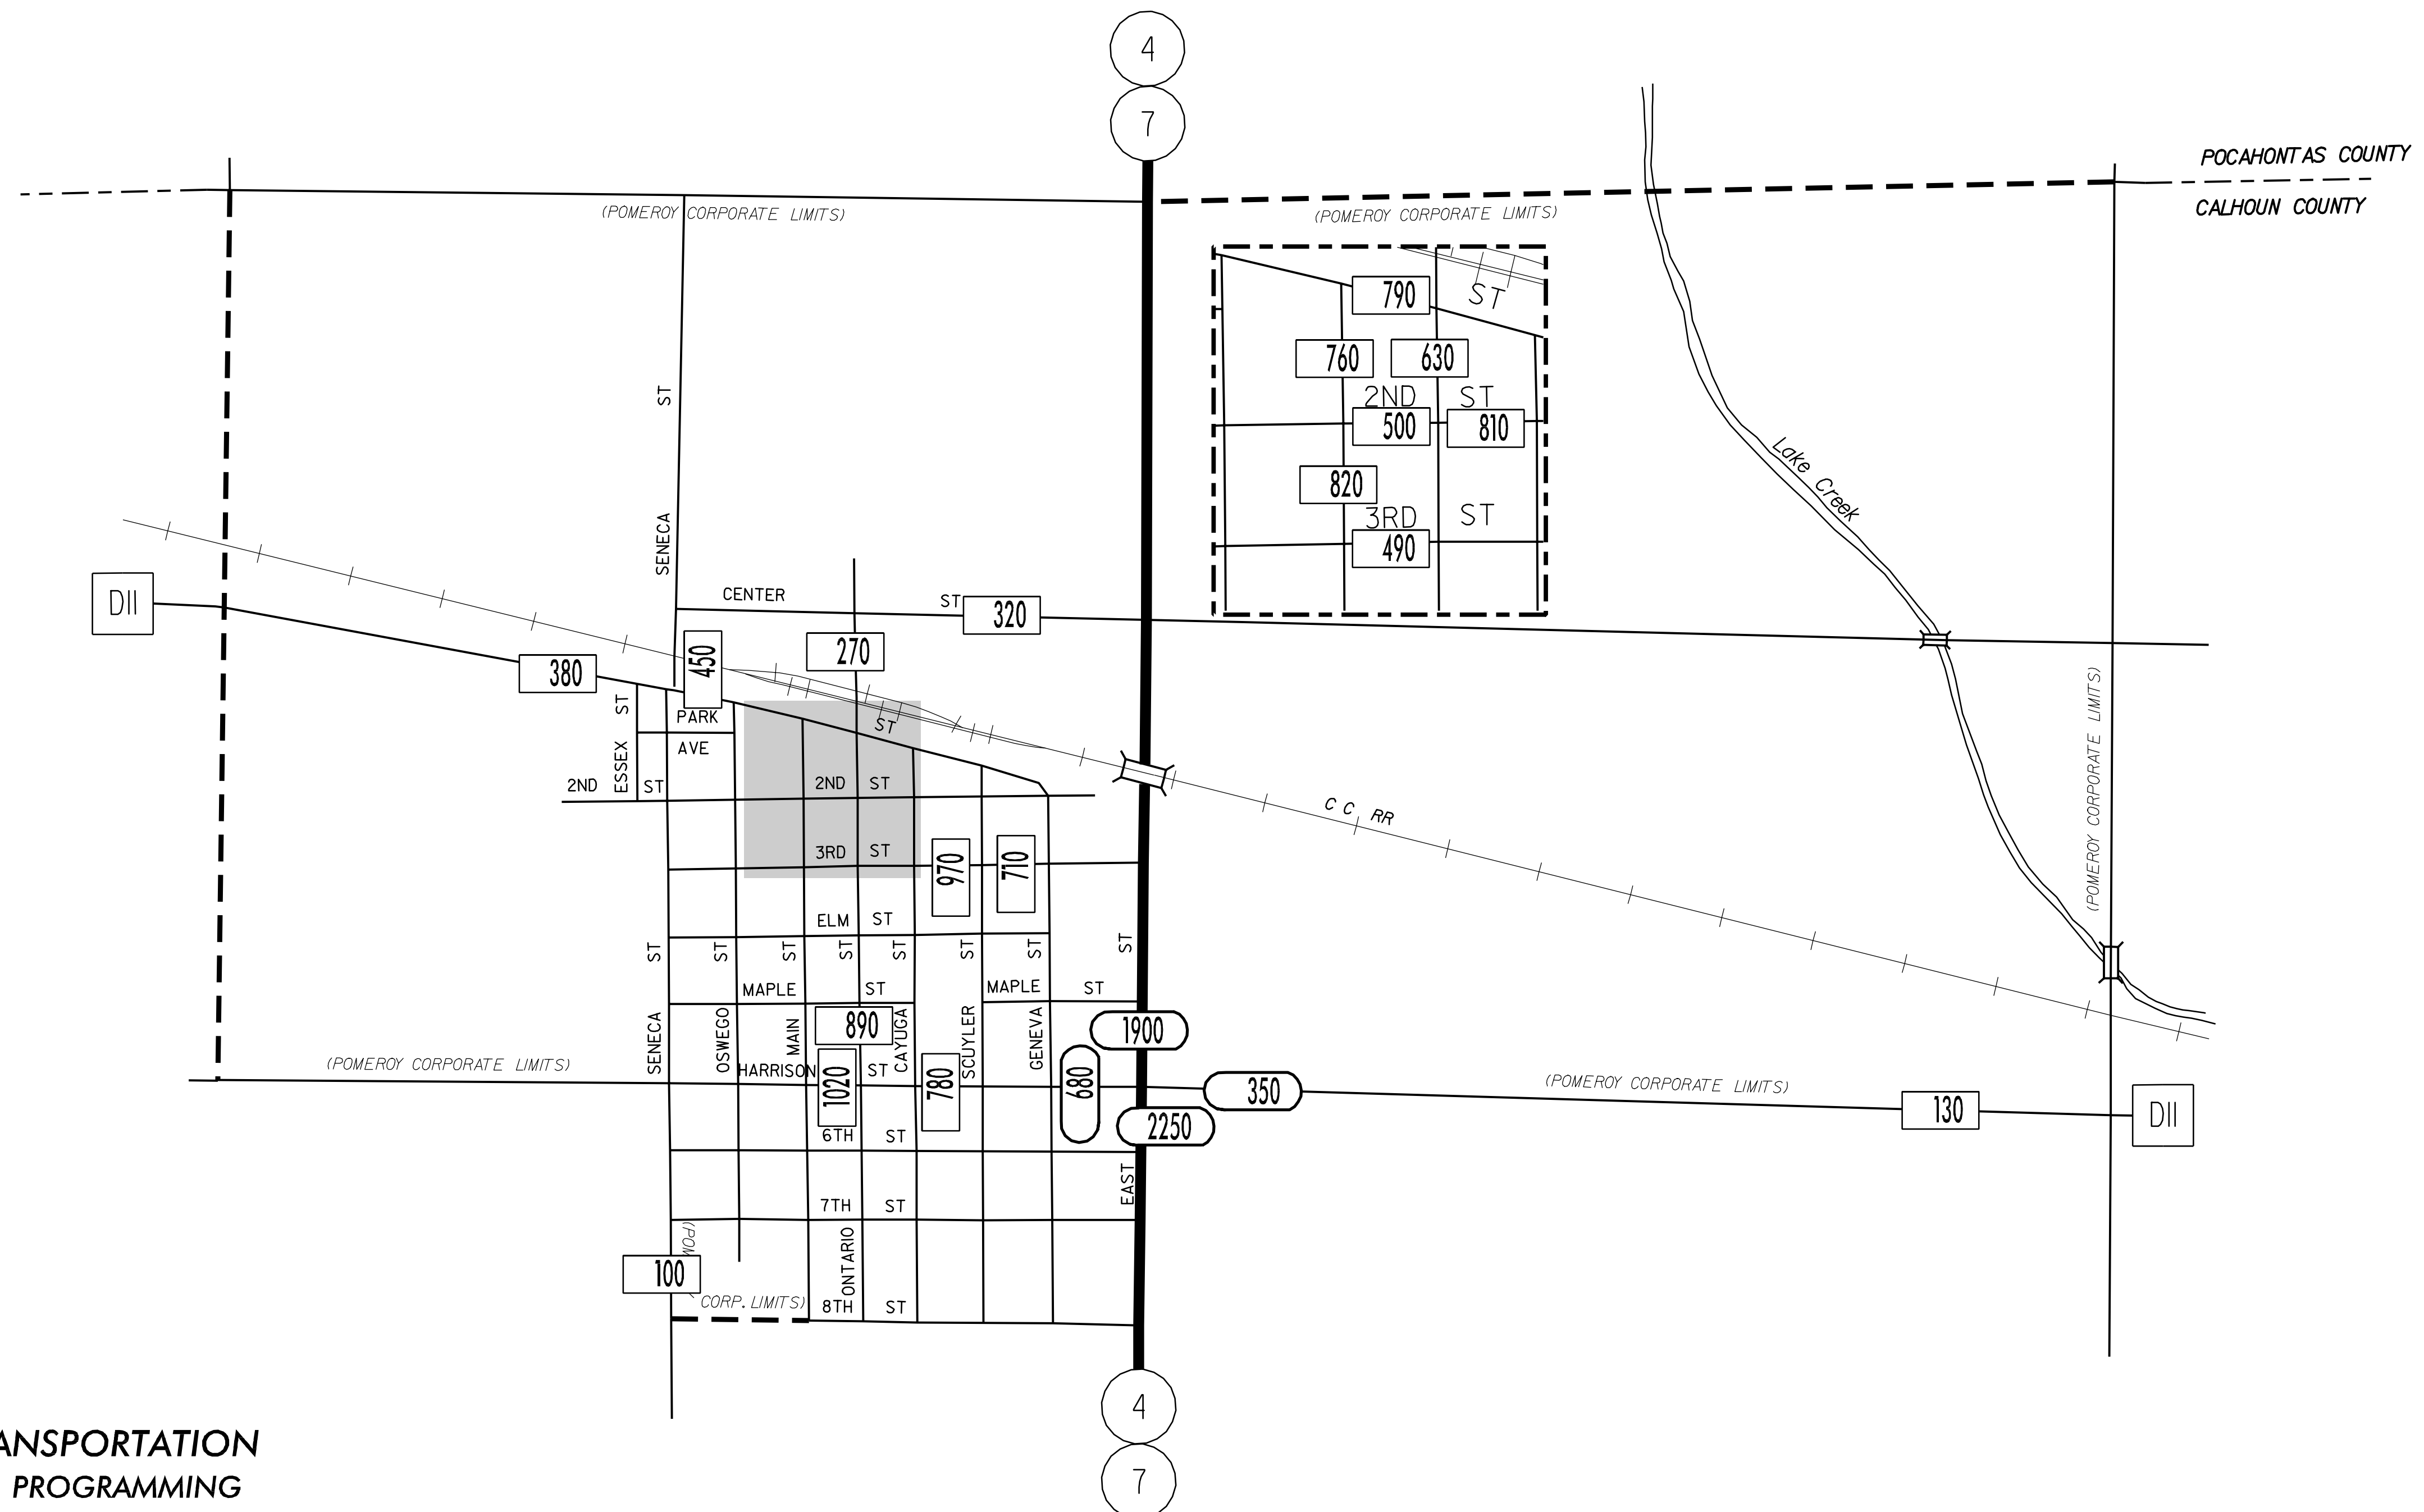 4
7
POCAHONTAS COUNTY
CALHOUN COUNTY
(POMEROY CORPORATE LIMITS)
(POMEROY CORPORATE LIMITS)
790
ST
760
630
2ND ST
500
810
820
3RD ST
490
Lake Creek
SENECA ST
CENTER ST
320
D11
380
450
270
PARK
AVE
ST
ESSEX ST
2ND ST
2ND ST
3RD ST
970
710
C C RR
(POMEROY CORPORATE LIMITS)
ELM ST
SENECA ST
OSWEGO ST
MAIN ST
ST
CAYUGA ST
SCUYLER ST
GENEVA ST
ST
MAPLE ST
MAPLE ST
890
1900
(POMEROY CORPORATE LIMITS)
HARRISON ST
1020
780
680
350
(POMEROY CORPORATE LIMITS)
130
D11
2250
6TH ST
EAST
7TH ST
ONTARIO
(POM
100
CORP. LIMITS)
8TH ST
4
7
ANSPORTATION
PROGRAMMING